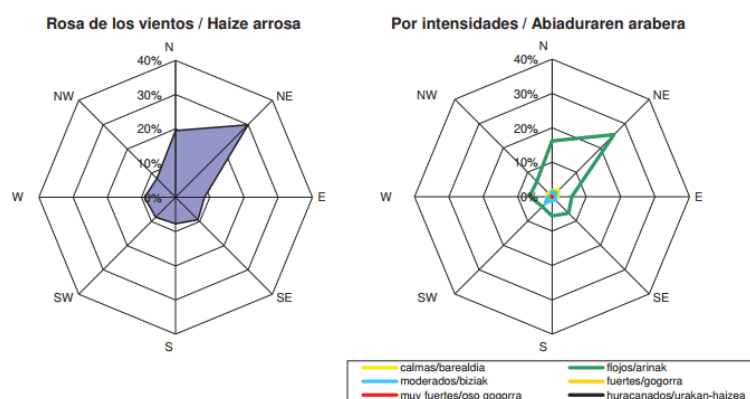 Rosa de los vientos / Haize arrosa
N
40%
NW
NE
30%
20%
10%
W
0%
E
SW
SE
S
Por intensidades / Abiaduraren arabera
N
40%
NW
NE
30%
20%
10%
W
0%
E
SW
SE
S
calmas/barealdia
flojos/arinak
moderados/biziak
fuertes/gogorra
muy fuertes/oso gogorra
huracanados/urakan-haizea